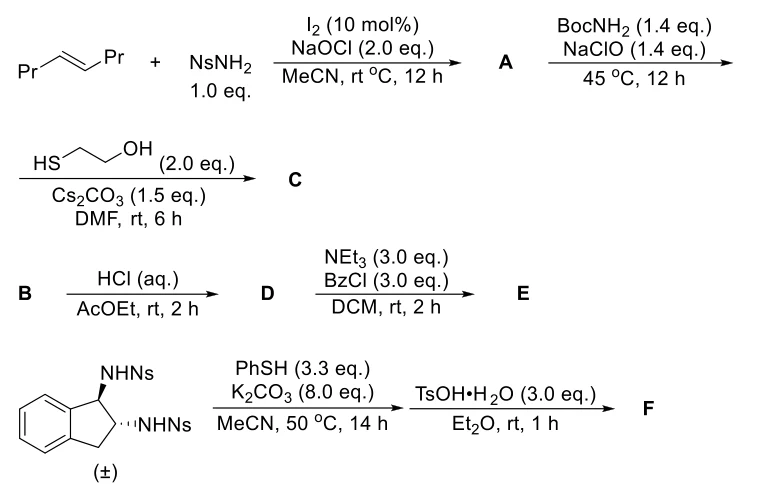 Pr Pr + NsNH₂ 1.0 eq.
I₂ (10 mol%)
NaOCl (2.0 eq.)
MeCN, rt °C, 12 h
A
BocNH₂ (1.4 eq.)
NaClO (1.4 eq.)
45 °C, 12 h
HS OH (2.0 eq.)
Cs₂CO₃ (1.5 eq.)
DMF, rt, 6 h
C
B
HCl (aq.)
AcOEt, rt, 2 h
D
NEt₃ (3.0 eq.)
BzCl (3.0 eq.)
DCM, rt, 2 h
E
NHNs
NHNs
(±)
PhSH (3.3 eq.)
K₂CO₃ (8.0 eq.)
MeCN, 50 °C, 14 h
TsOH•H₂O (3.0 eq.)
Et₂O, rt, 1 h
F